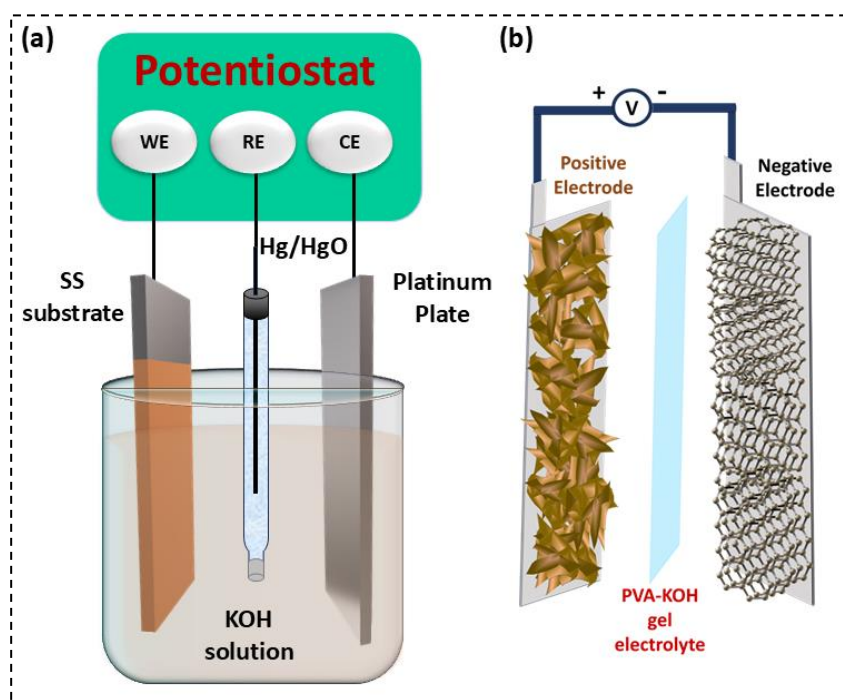 (a)
Potentiostat
WE
RE
CE
Hg/HgO
SS
substrate
Platinum
Plate
KOH
solution
(b)
+
V
-
Positive
Electrode
Negative
Electrode
PVA-KOH
gel
electrolyte